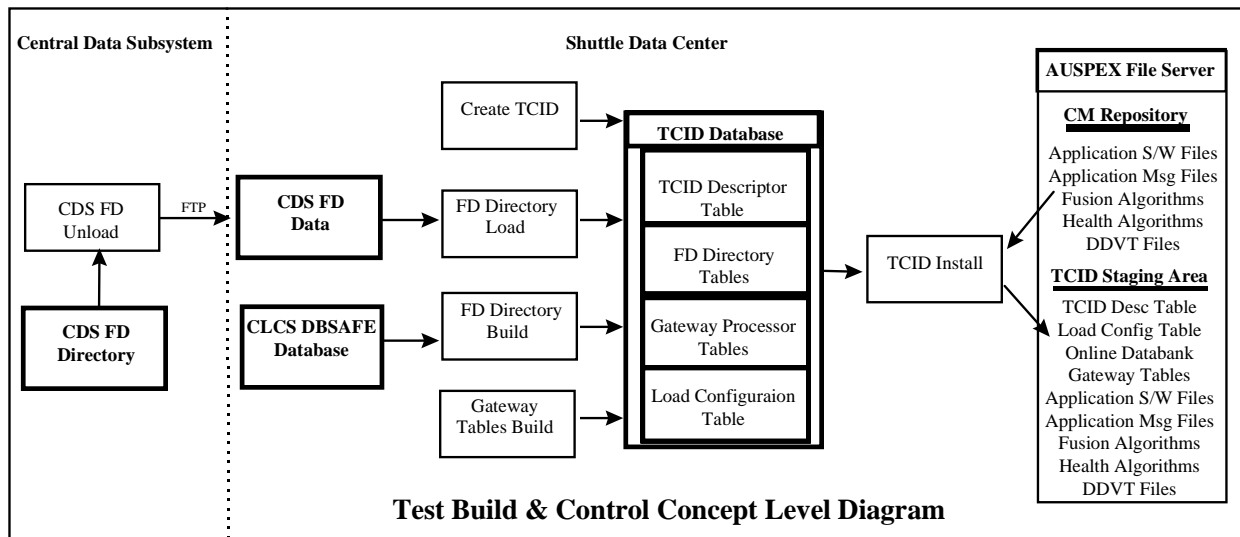 Central Data Subsystem
CDS FD
Unload
FTP
CDS FD
Directory
Shuttle Data Center
CDS FD
Data
CLCS DBSAFE
Database
Create TCID
FD Directory
Load
FD Directory
Build
Gateway
Tables Build
TCID Database
TCID Descriptor
Table
FD Directory
Tables
Gateway Processor
Tables
Load Configuraion
Table
TCID Install
AUSPEX File Server
CM Repository
Application S/W Files
Application Msg Files
Fusion Algorithms
Health Algorithms
DDVT Files
TCID Staging Area
TCID Desc Table
Load Config Table
Online Databank
Gateway Tables
Application S/W Files
Application Msg Files
Fusion Algorithms
Health Algorithms
DDVT Files
Test Build & Control Concept Level Diagram